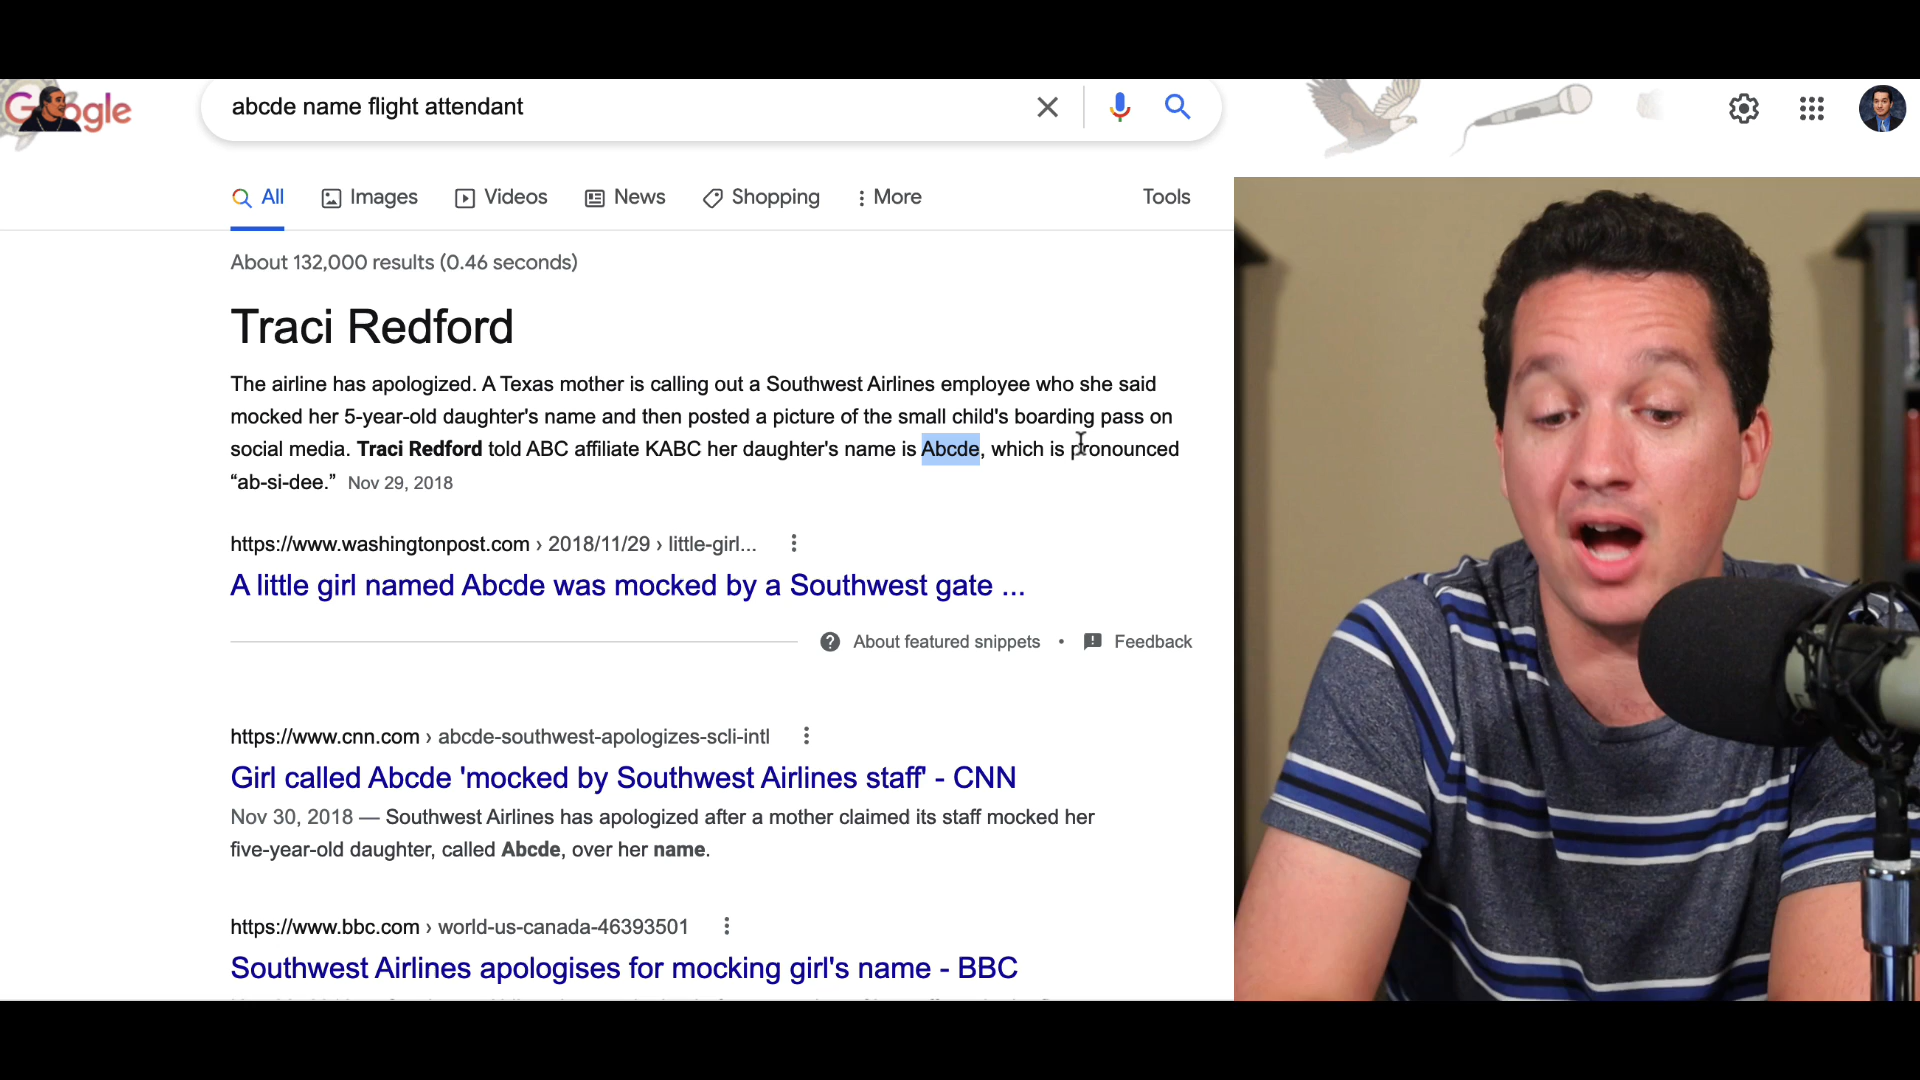 Google
abcde name flight attendant
All
Images
Videos
News
Shopping
More
Tools
About 132,000 results (0.46 seconds)
Traci Redford
The airline has apologized. A Texas mother is calling out a Southwest Airlines employee who she said
mocked her 5-year-old daughter's name and then posted a picture of the small child's boarding pass on
social media. Traci Redford told ABC affiliate KABC her daughter's name is Abcde, which is pronounced
“ab-si-dee.” Nov 29, 2018
https://www.washingtonpost.com › 2018/11/29 › little-girl...
A little girl named Abcde was mocked by a Southwest gate ...
About featured snippets • Feedback
https://www.cnn.com › abcde-southwest-apologizes-scli-intl
Girl called Abcde 'mocked by Southwest Airlines staff' - CNN
Nov 30, 2018 — Southwest Airlines has apologized after a mother claimed its staff mocked her
five-year-old daughter, called Abcde, over her name.
https://www.bbc.com › world-us-canada-46393501
Southwest Airlines apologises for mocking girl's name - BBC